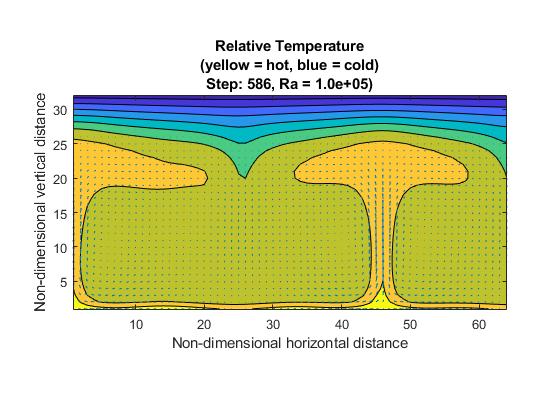 Relative Temperature
(yellow = hot, blue = cold)
Step: 586, Ra = 1.0e+05)
Non-dimensional vertical distance
30
25
20
15
10
5
10 20 30 40 50 60
Non-dimensional horizontal distance